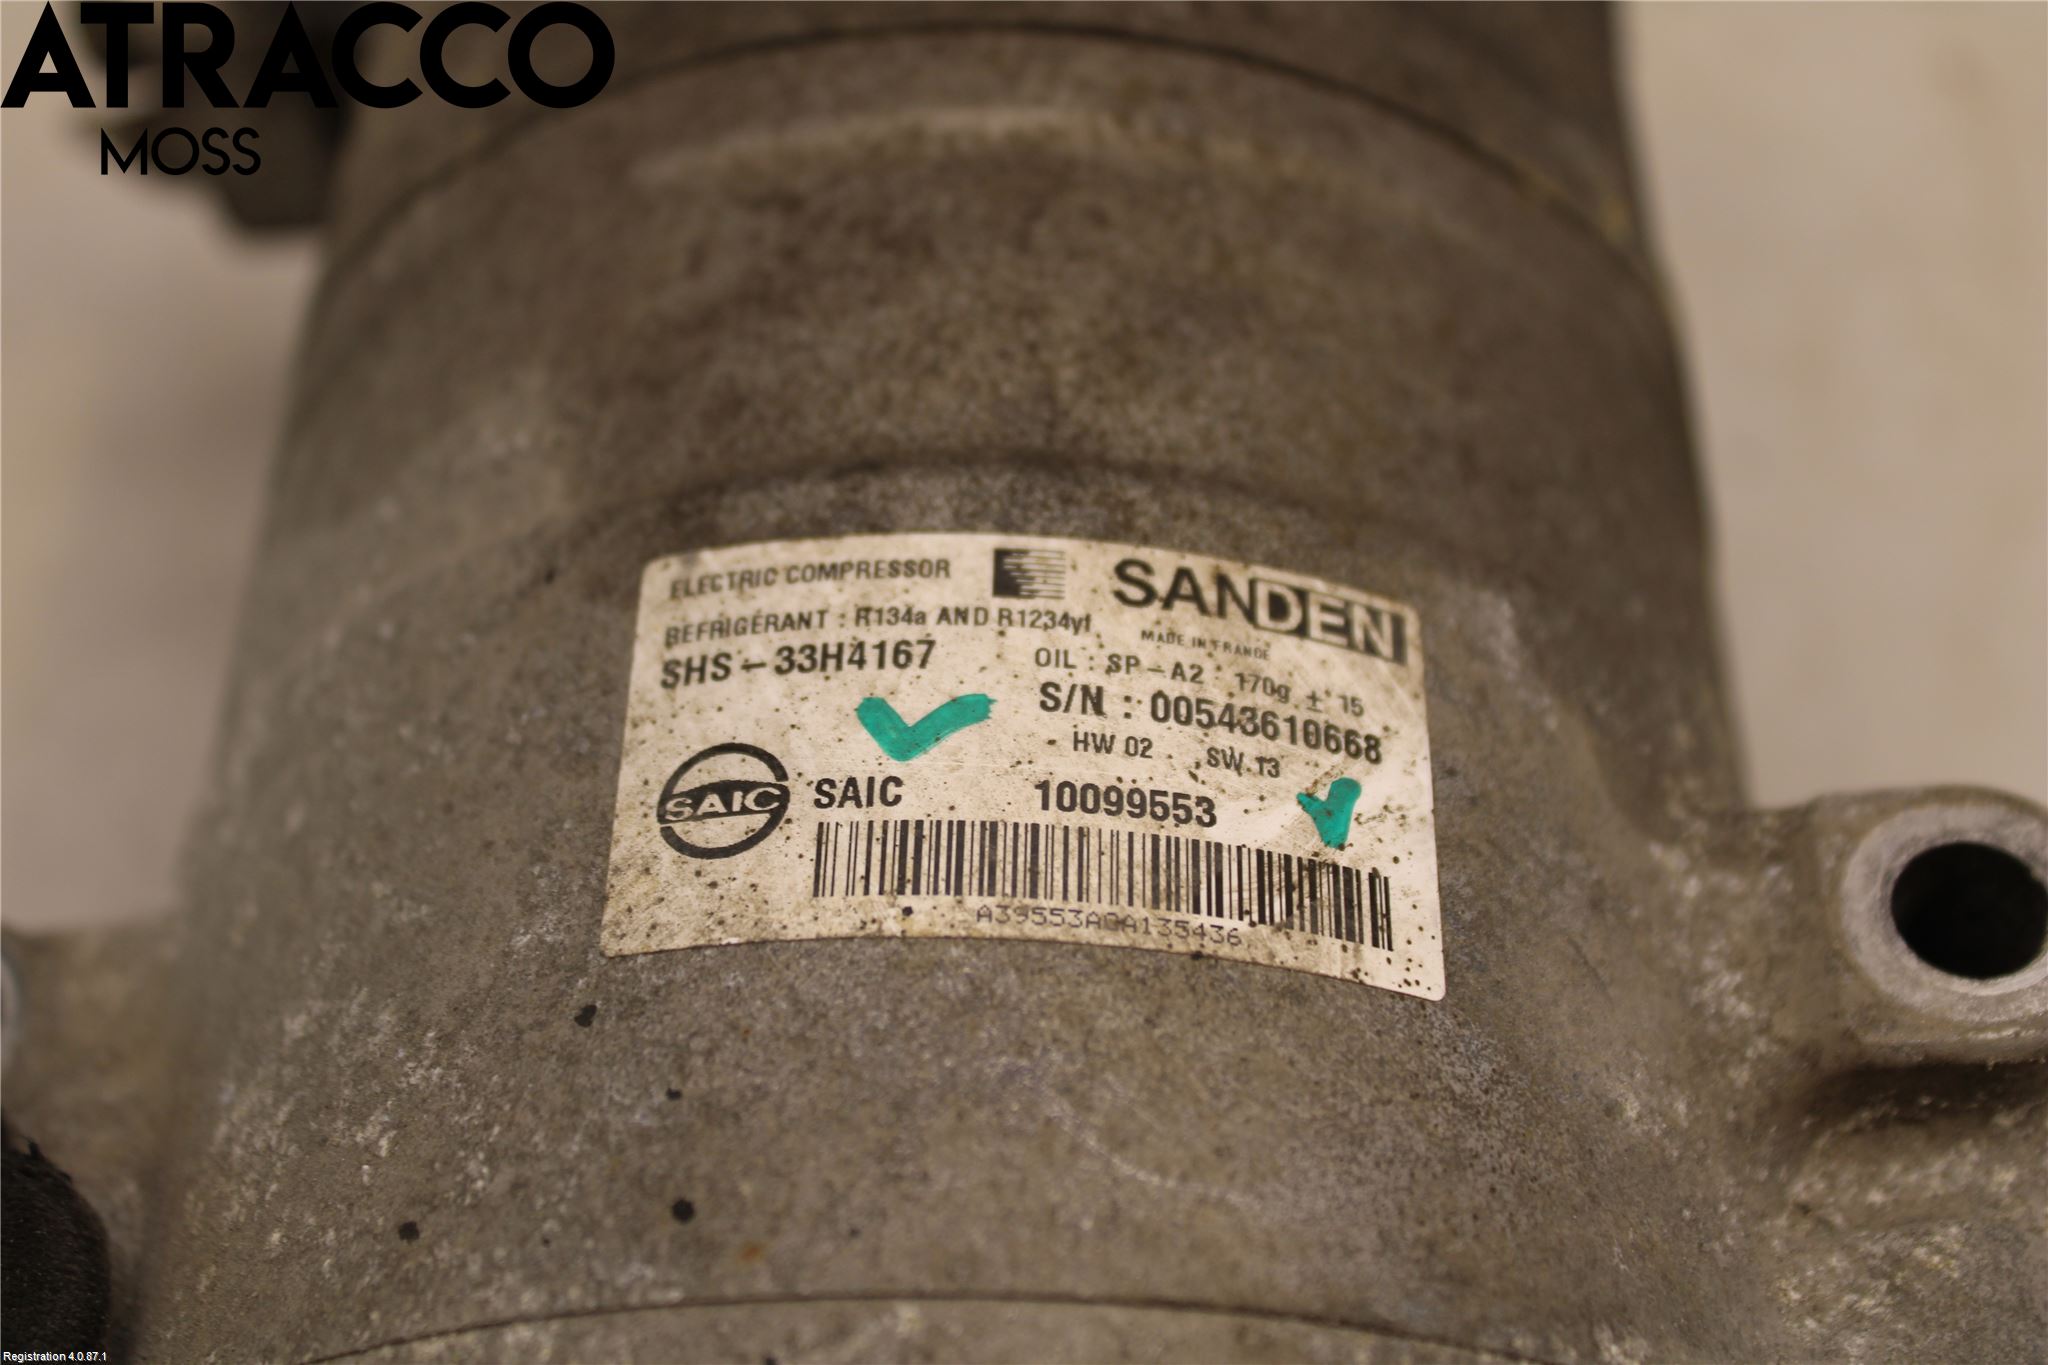 ATRACCO
MOSS
ELECTRIC COMPRESSOR
SANDEN
REFRIGERANT : R134a AND R1234yf
MADE IN FRANCE
SHS - 33H4167
OIL : SP - A2 170g ± 15
S/N : 00543610668
HW 02 SW 13
SAIC
SAIC 10099553
A39553AGA135436
Registration 4.0.87.1